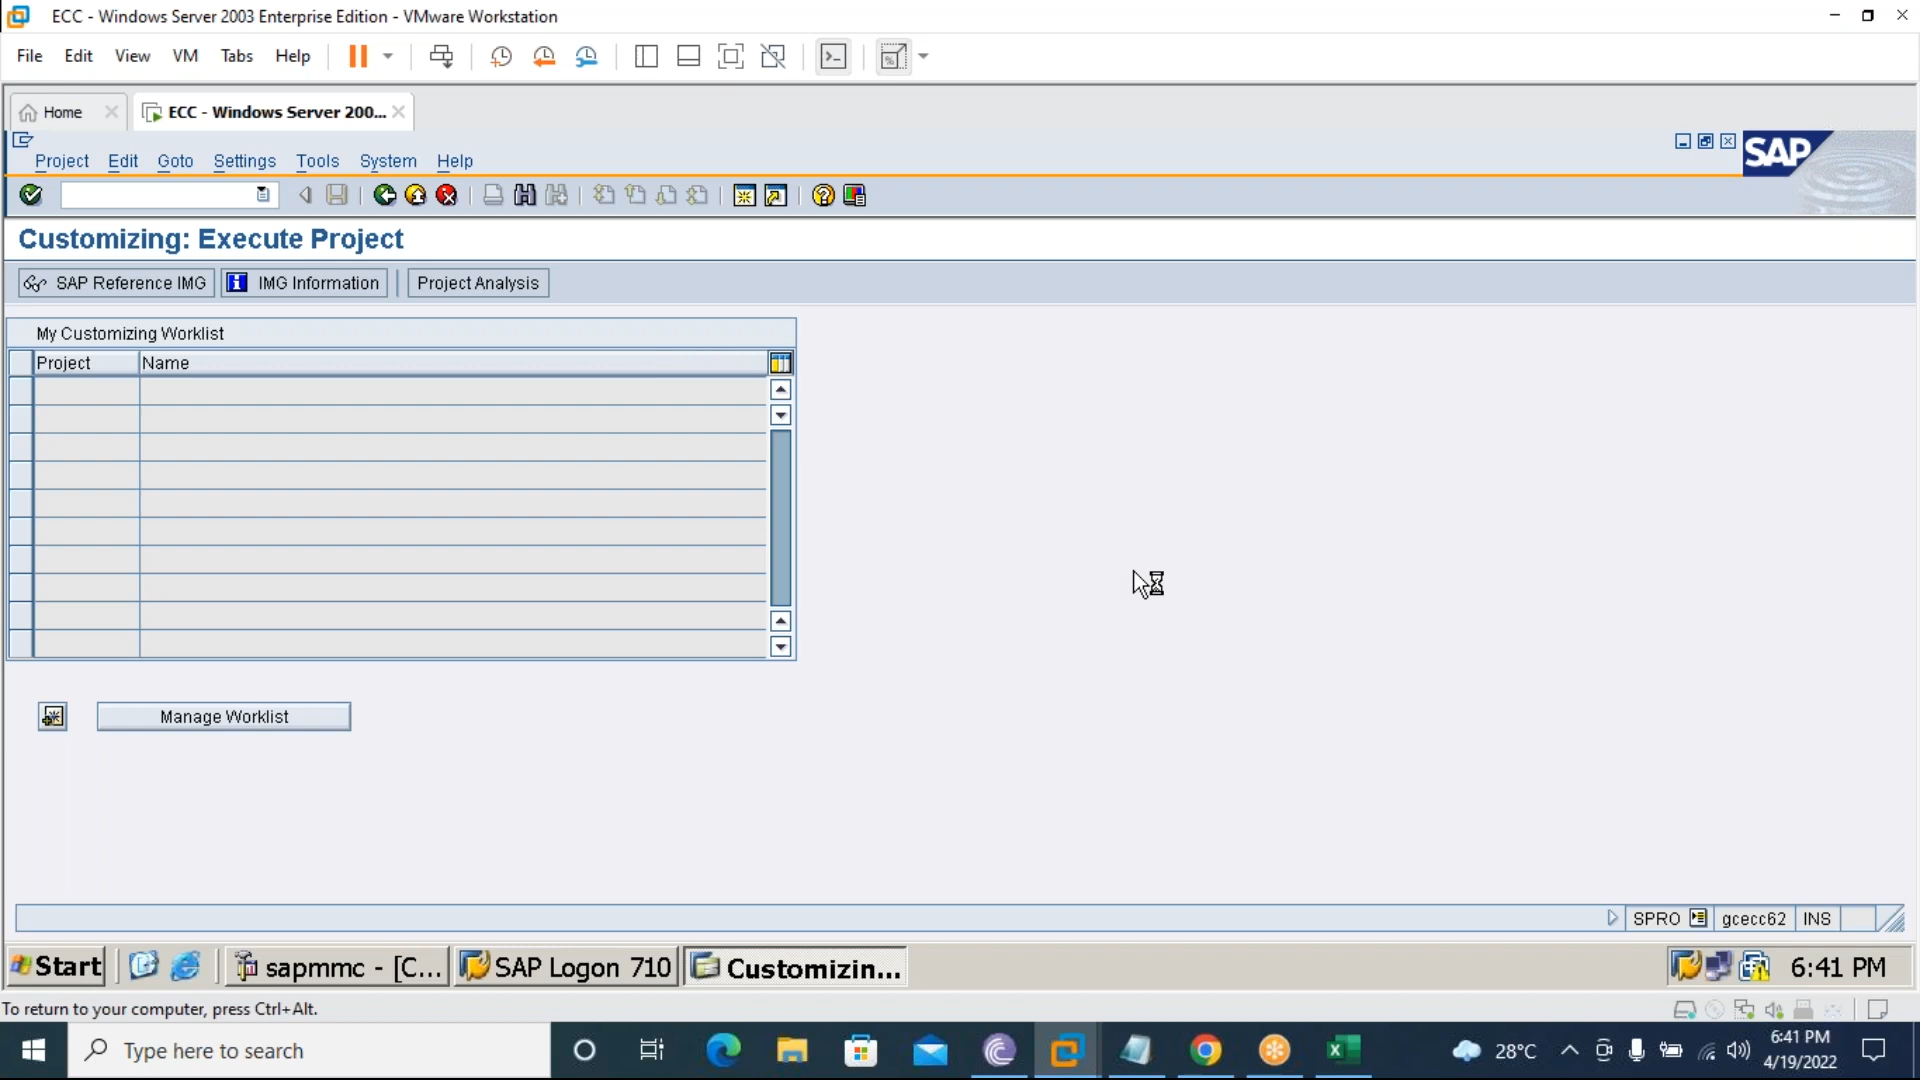 ECC - Windows Server 2003 Enterprise Edition - VMware Workstation
File Edit View VM Tabs Help
Home
ECC - Windows Server 200...
Project Edit Goto Settings Tools System Help
SAP
Customizing: Execute Project
SAP Reference IMG
IMG Information
Project Analysis
My Customizing Worklist
Project Name
Manage Worklist
SPRO gcecc62 INS
Start
sapmmc - [C...
SAP Logon 710
Customizin...
6:41 PM
To return to your computer, press Ctrl+Alt.
Type here to search
28°C
6:41 PM
4/19/2022